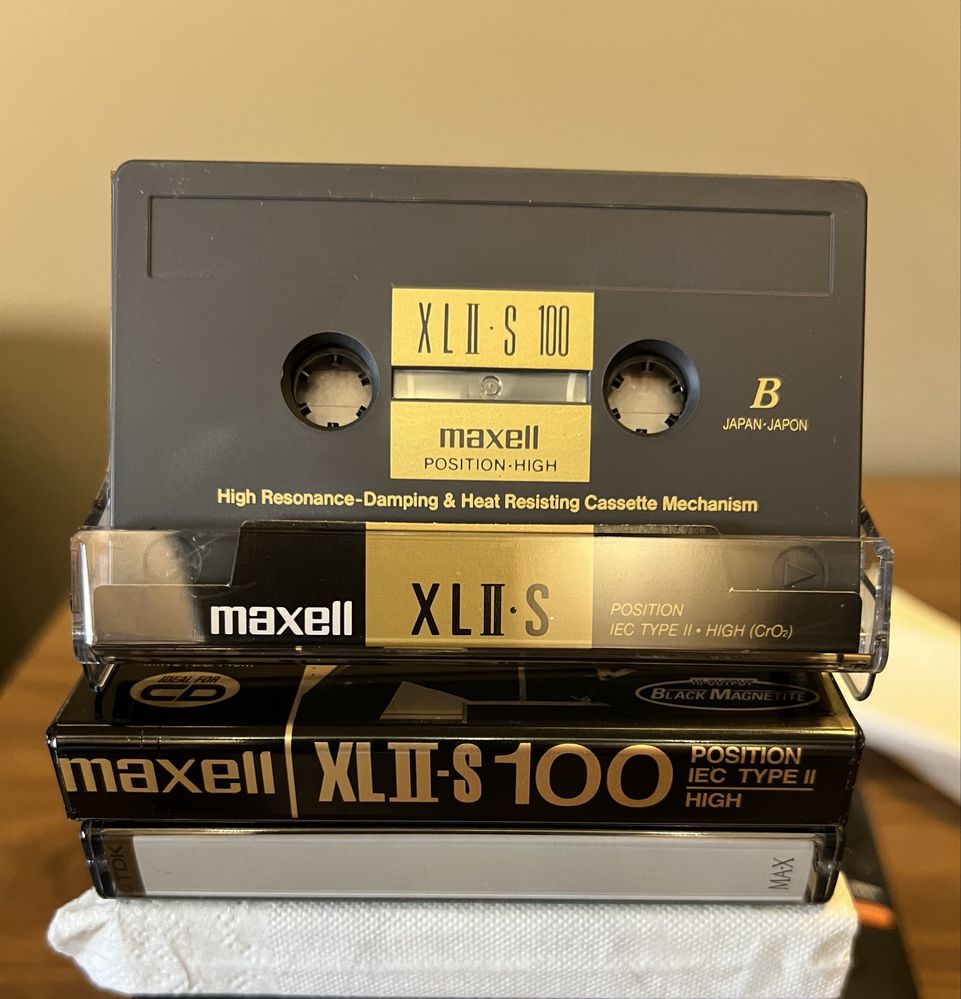 XLⅡ·S 100
maxell
POSITION·HIGH
B
JAPAN·JAPON
High Resonance-Damping & Heat Resisting Cassette Mechanism
maxell
XLⅡ·S
POSITION
IEC TYPE II • HIGH (CrO₂)
IDEAL FOR
CD
BLACK MAGNETITE
maxell
XLⅡ-S 100
POSITION
IEC TYPE II
HIGH
TDK
MA-X